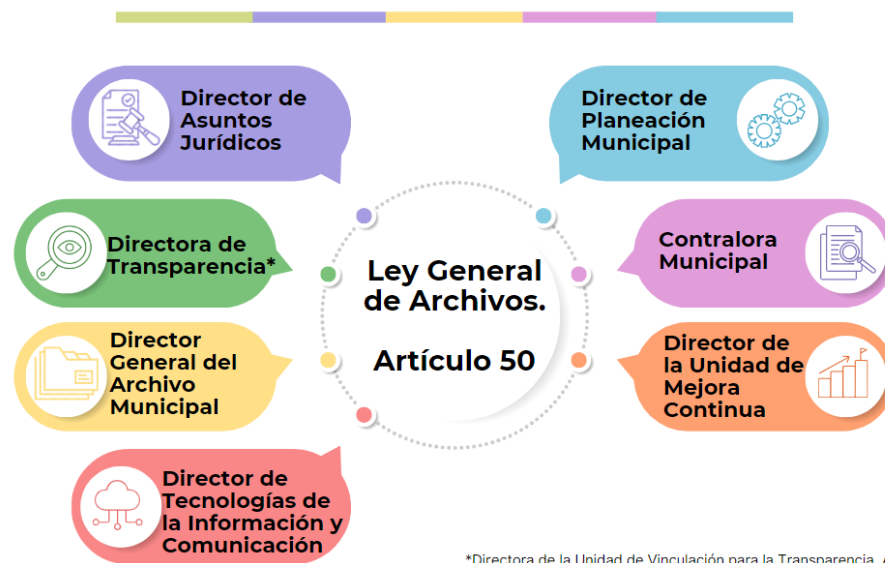 Director de
Asuntos
Jurídicos
Director de
Planeación
Municipal
Directora de
Transparencia*
Contralora
Municipal
Ley General
de Archivos.
Artículo 50
Director
General del
Archivo
Municipal
Director de
la Unidad de
Mejora
Continua
Director de
Tecnologías de
la Información y
Comunicación
*Directora de la Unidad de Vinculación para la Transparencia.